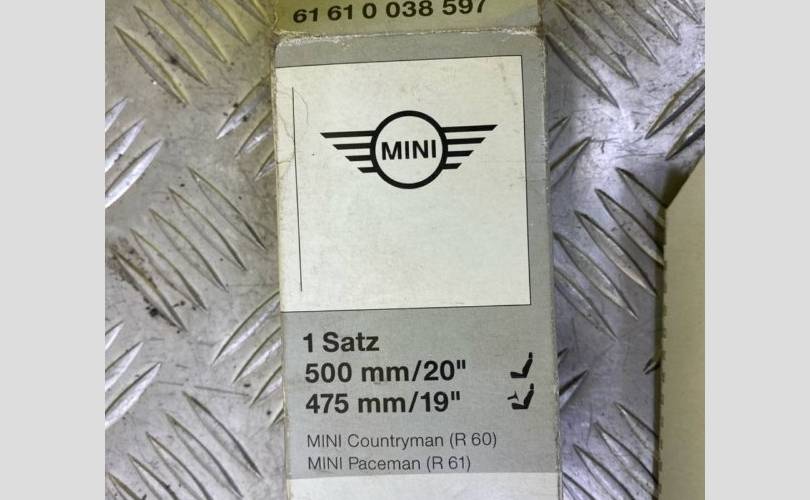 61 61 0 038 597
MINI
1 Satz
500 mm/20"
475 mm/19"
MINI Countryman (R 60)
MINI Paceman (R 61)